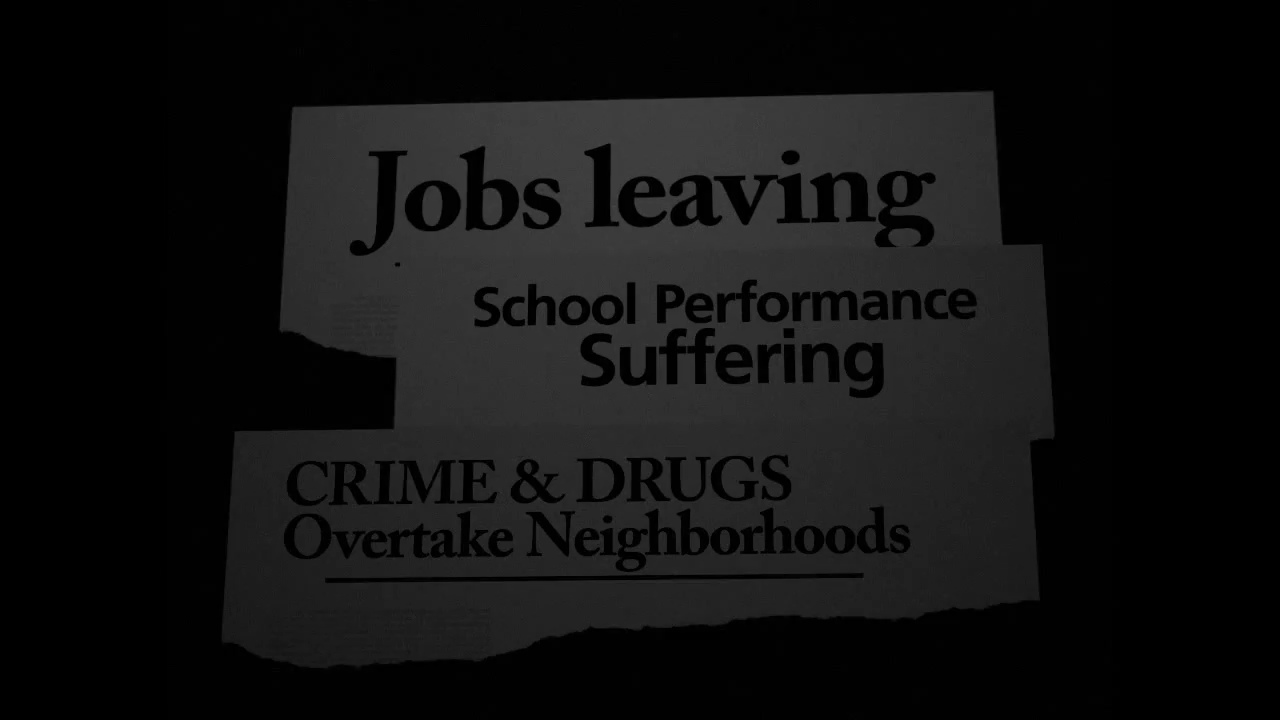 Jobs leaving
School Performance
Suffering
CRIME & DRUGS
Overtake Neighborhoods